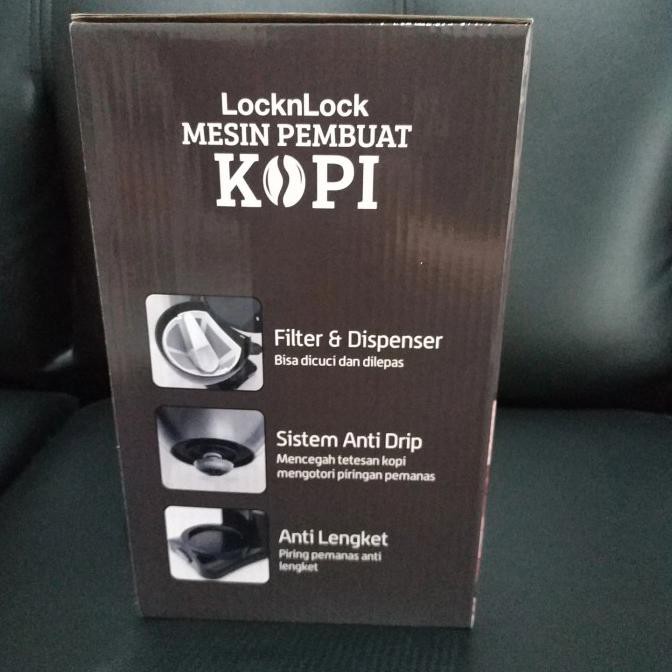 LocknLock
MESIN PEMBUAT
KOPI
Filter & Dispenser
Bisa dicuci dan dilepas
Sistem Anti Drip
Mencegah tetesan kopi
mengotori piringan pemanas
Anti Lengket
Piring pemanas anti
lengket